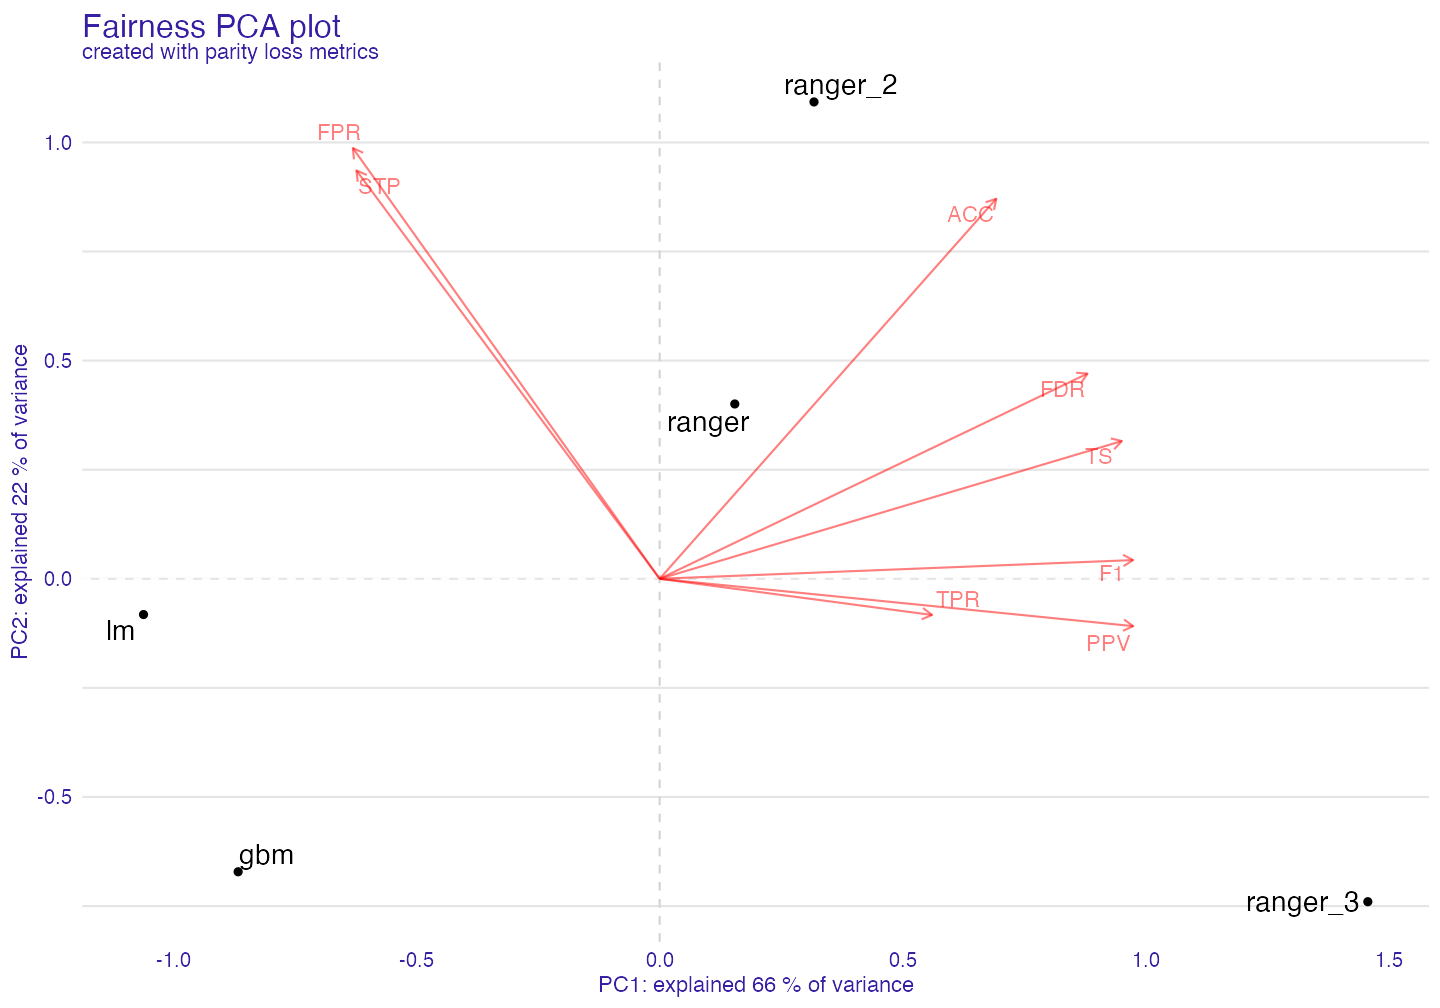 Fairness PCA plot
created with parity loss metrics
ranger_2
FPR
1.0
STP
ACC
0.5
FDR
ranger
TS
PC2: explained 22 % of variance
0.0
F1
TPR
lm
PPV
-0.5
gbm
ranger_3
-1.0 -0.5 0.0 0.5 1.0 1.5
PC1: explained 66 % of variance